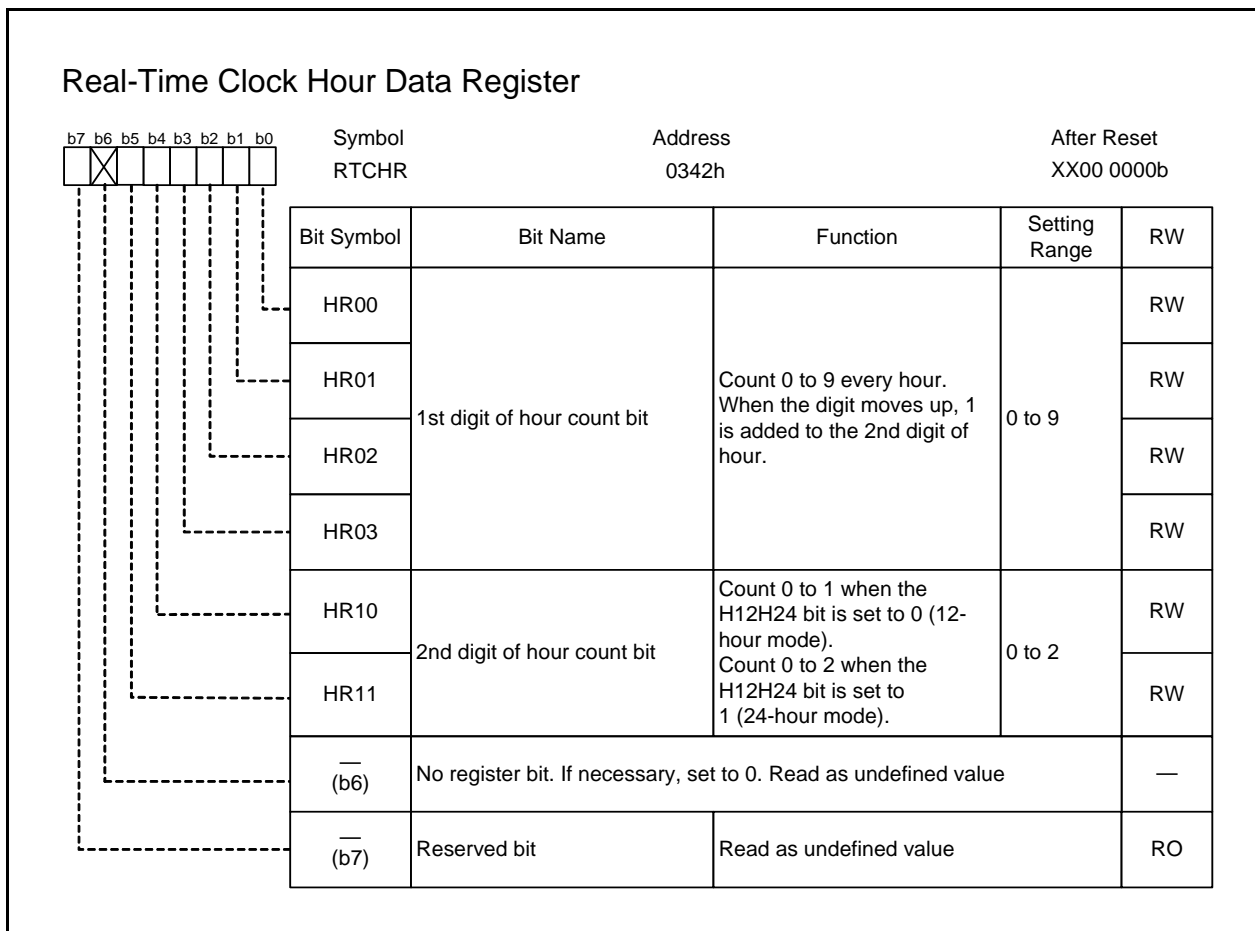 Real-Time Clock Hour Data Register
b7 b6 b5 b4 b3 b2 b1 b0
Symbol Address After Reset
RTCHR 0342h XX00 0000b
Bit Symbol Bit Name Function Setting Range RW
HR00 RW
HR01 RW
HR02 RW
HR03 RW
1st digit of hour count bit
Count 0 to 9 every hour.
When the digit moves up, 1
is added to the 2nd digit of
hour.
0 to 9
HR10 RW
HR11 RW
2nd digit of hour count bit
Count 0 to 1 when the
H12H24 bit is set to 0 (12-
hour mode).
Count 0 to 2 when the
H12H24 bit is set to
1 (24-hour mode).
0 to 2
—
(b6) No register bit. If necessary, set to 0. Read as undefined value —
—
(b7) Reserved bit Read as undefined value RO